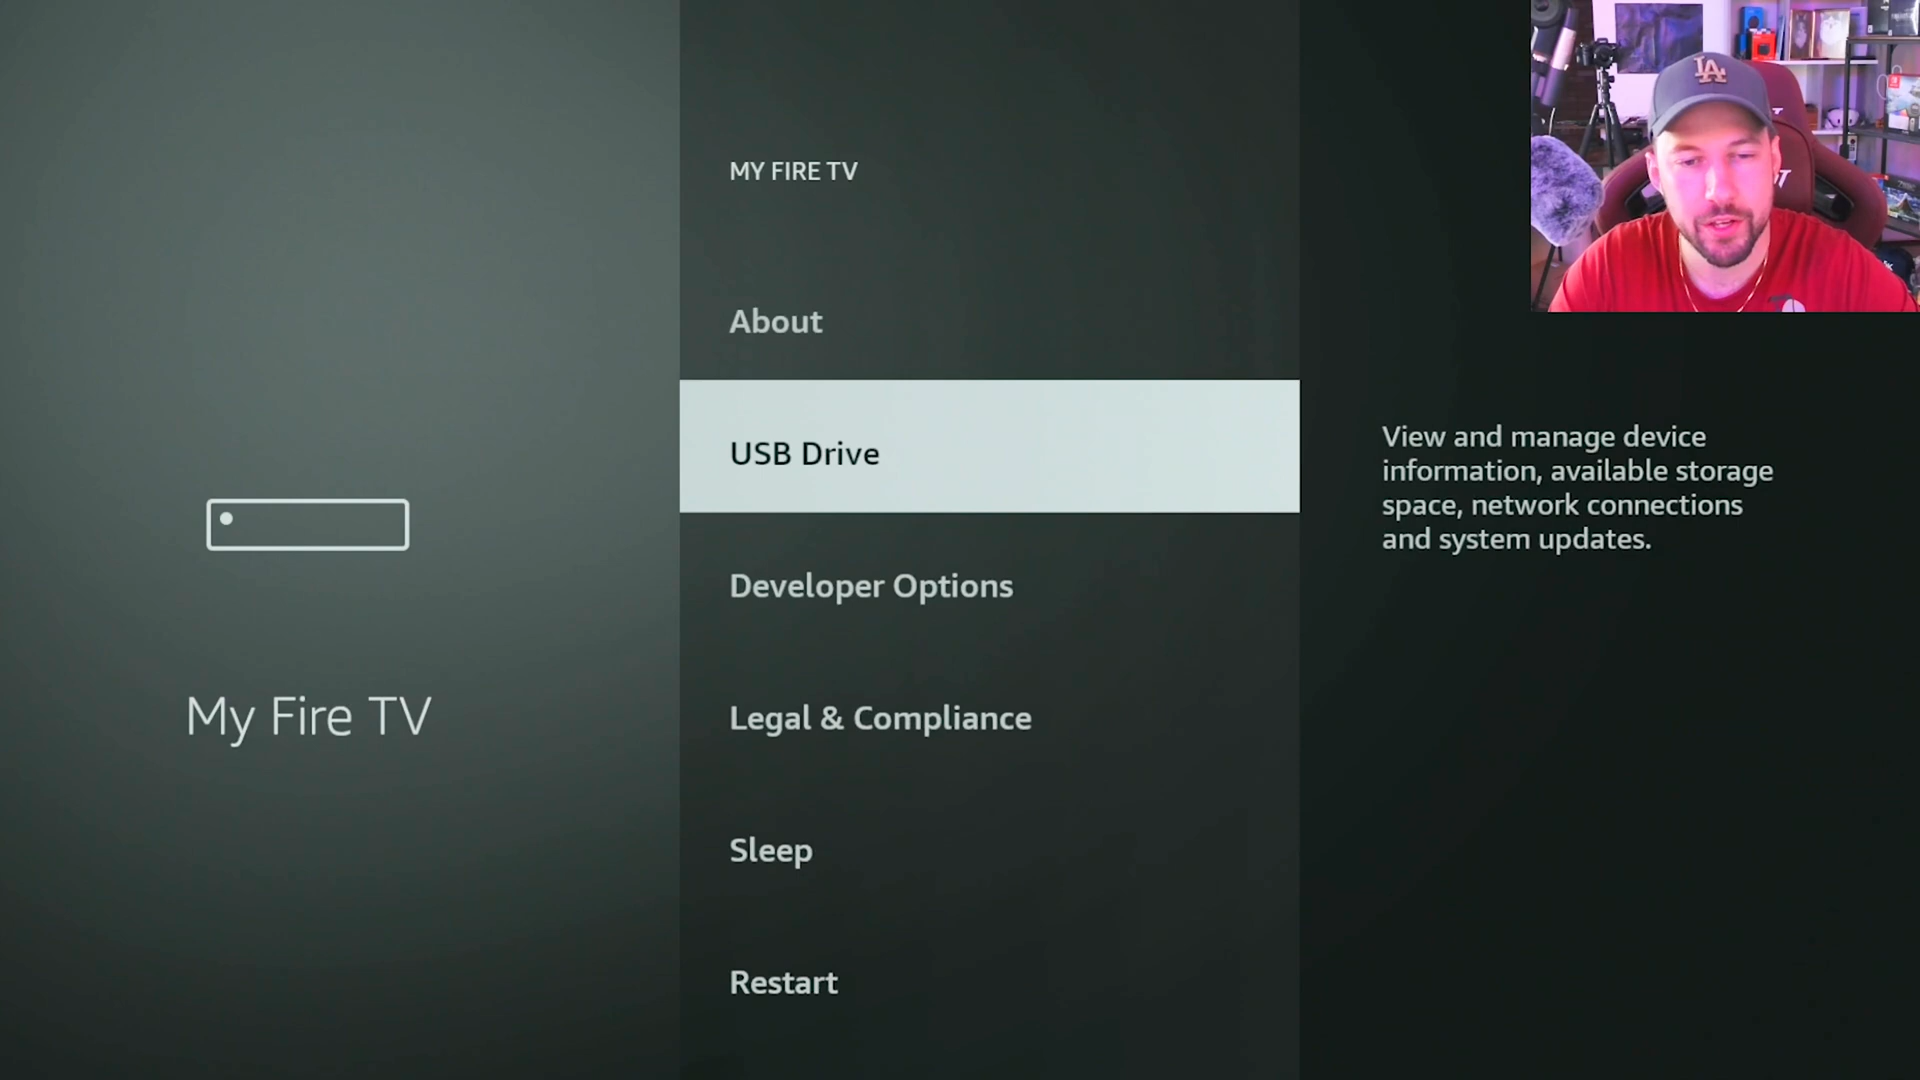 MY FIRE TV
About
USB Drive
Developer Options
Legal & Compliance
Sleep
Restart
My Fire TV
View and manage device
information, available storage
space, network connections
and system updates.
LA